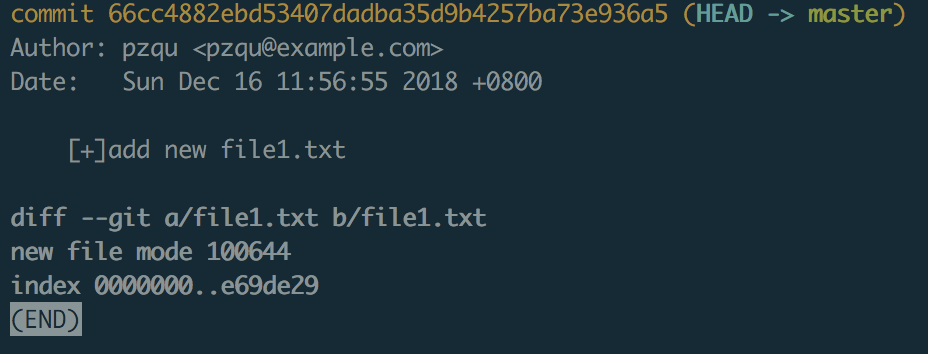 commit 66cc4882ebd53407dadba35d9b4257ba73e936a5 (HEAD -> master)
Author: pzqu <pzqu@example.com>
Date:   Sun Dec 16 11:56:55 2018 +0800
    [+]add new file1.txt
diff --git a/file1.txt b/file1.txt
new file mode 100644
index 0000000..e69de29
(END)